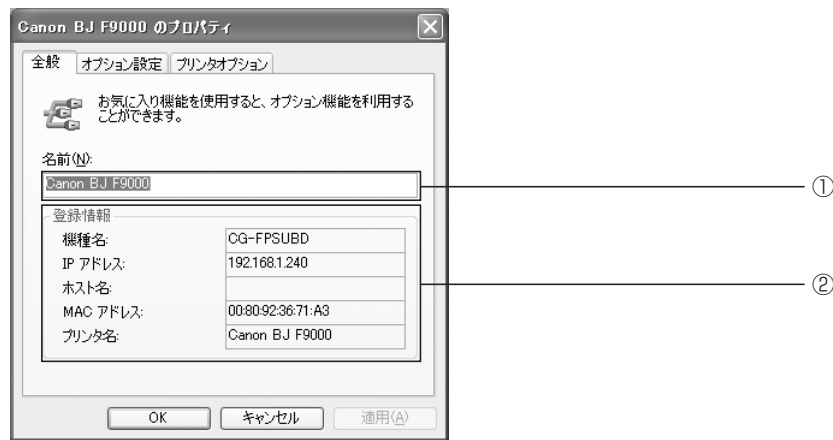 Canon BJ F9000 のプロパティ
全般 オプション設定 プリンタオプション
お気に入り機能を使用すると、オプション機能を利用する
ことができます。
名前(N):
Canon BJ F9000
①
登録情報
機種名: CG-FPSUBD
IP アドレス: 192.168.1.240
ホスト名:
②
MAC アドレス: 00:80:92:36:71:A3
プリンタ名: Canon BJ F9000
OK キャンセル 適用(A)